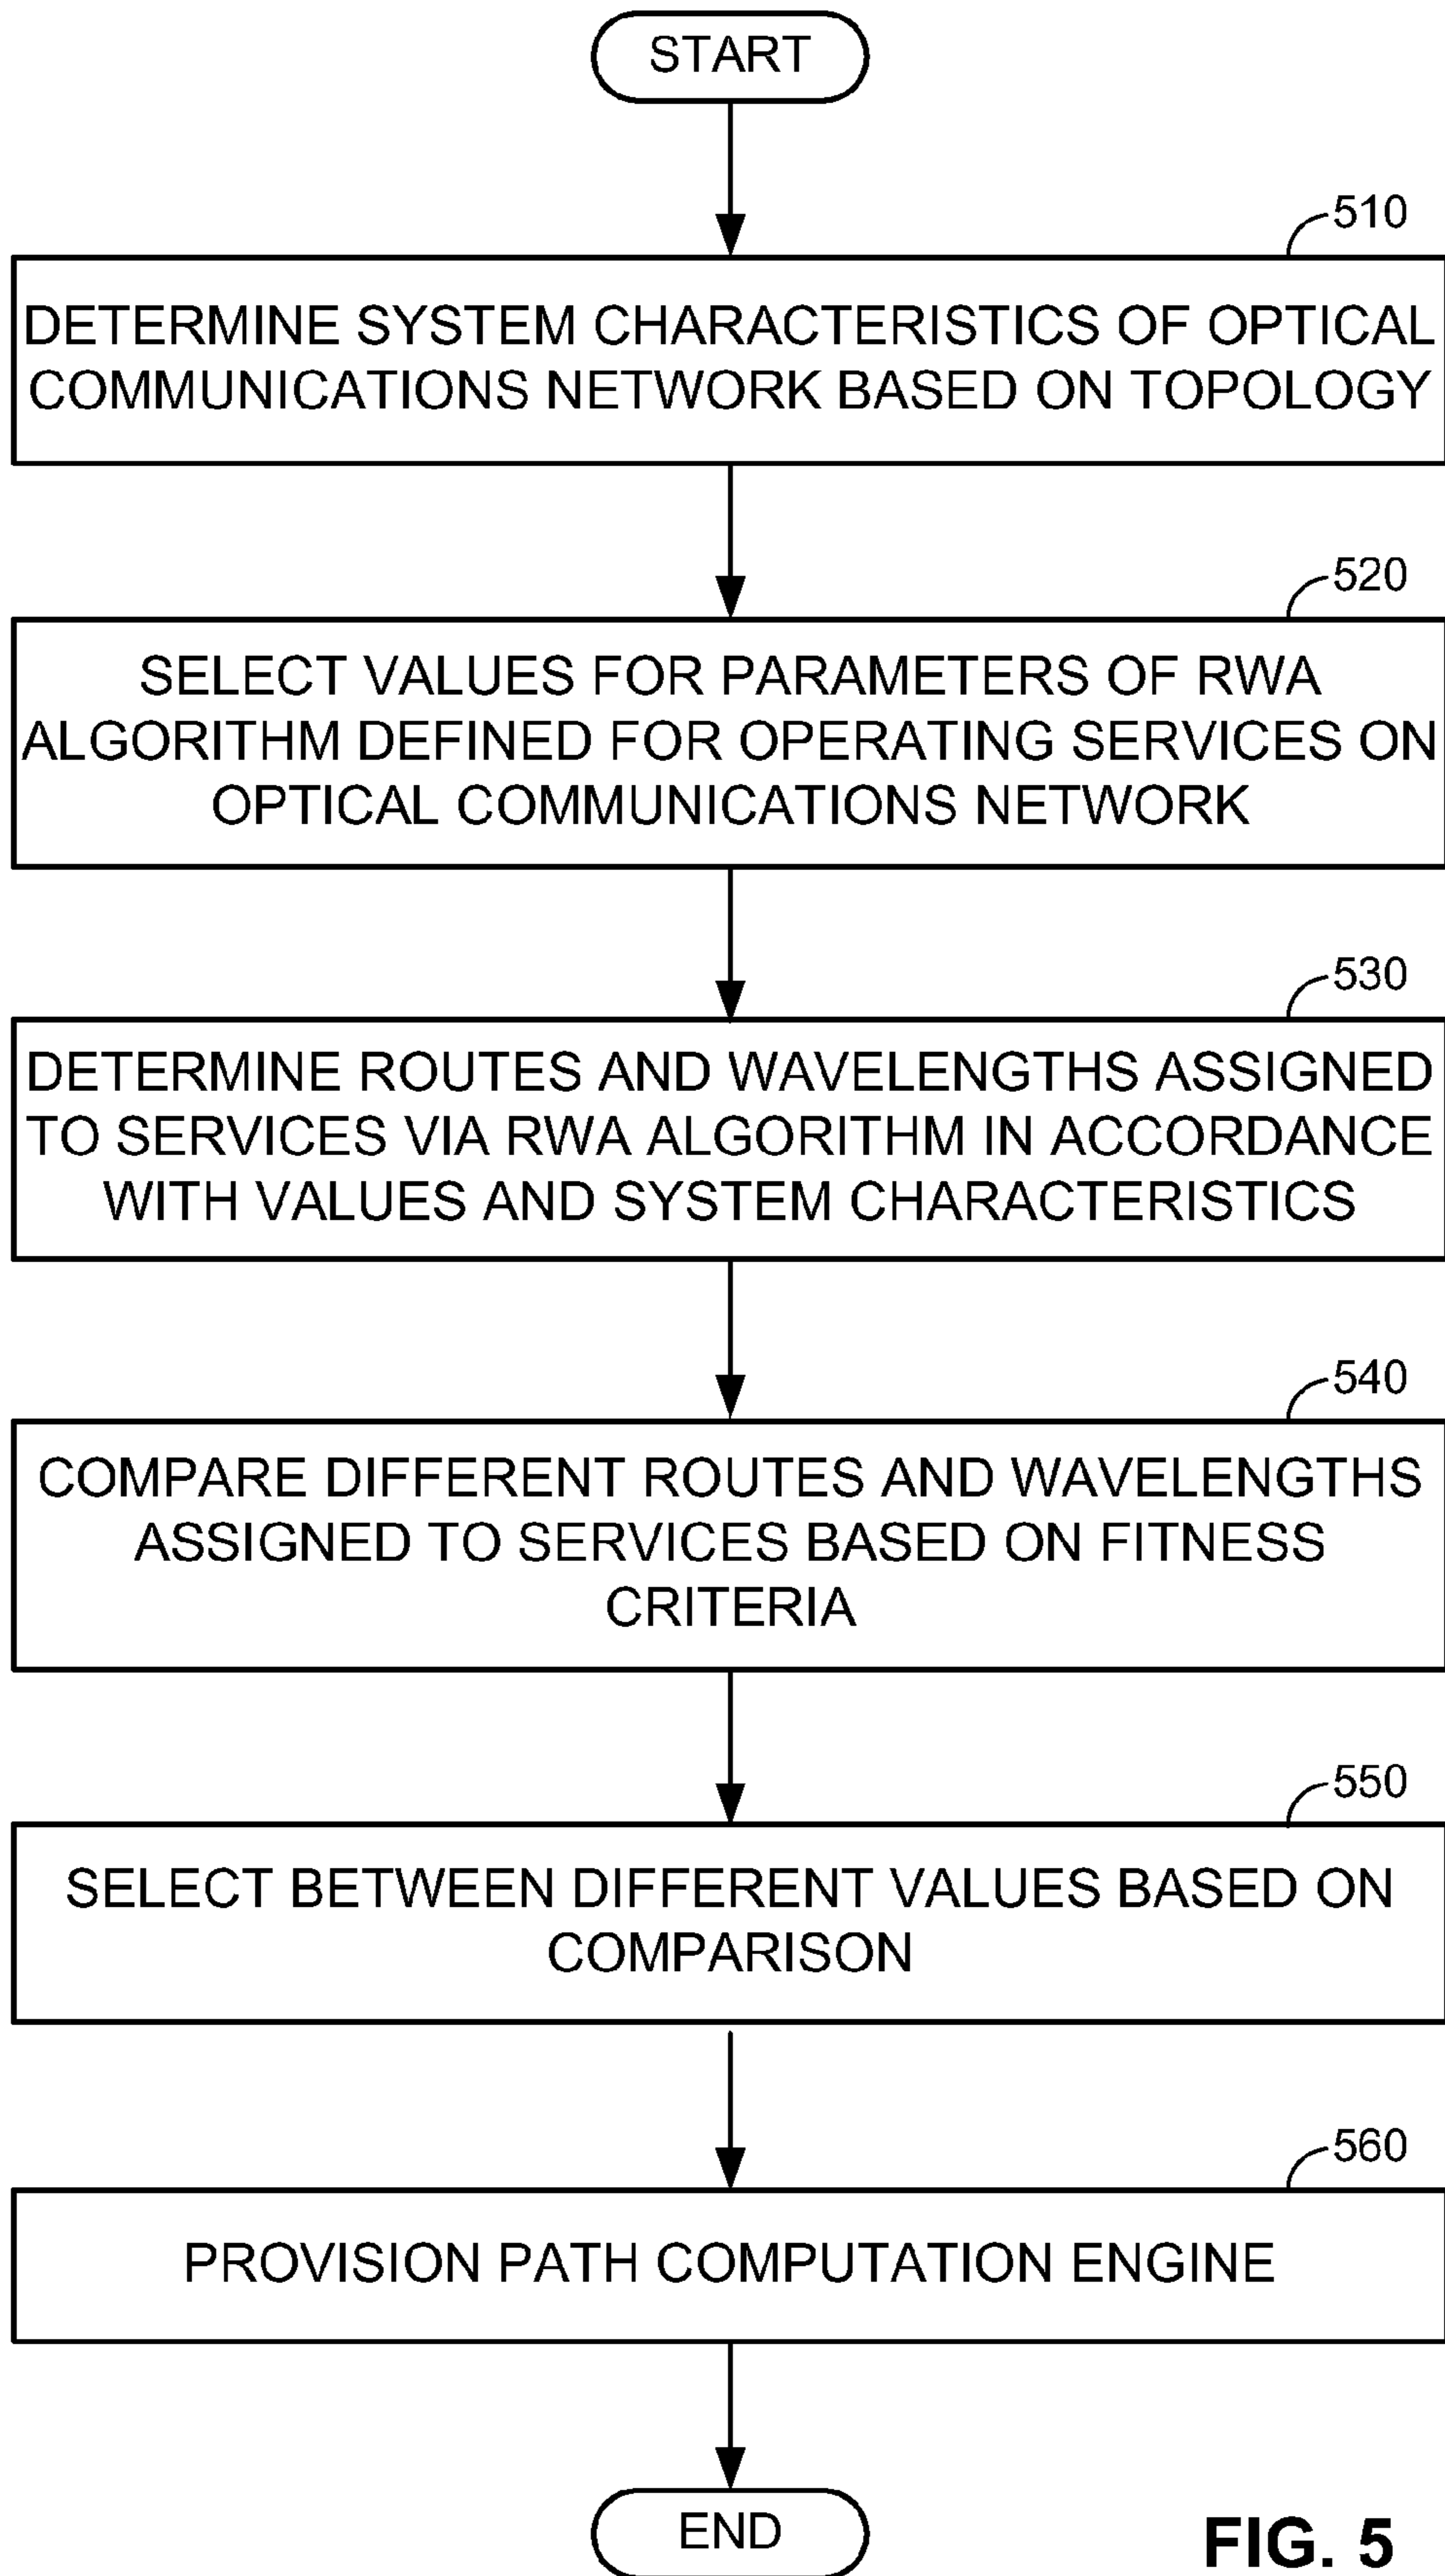 START
510
DETERMINE SYSTEM CHARACTERISTICS OF OPTICAL
COMMUNICATIONS NETWORK BASED ON TOPOLOGY
520
SELECT VALUES FOR PARAMETERS OF RWA
ALGORITHM DEFINED FOR OPERATING SERVICES ON
OPTICAL COMMUNICATIONS NETWORK
530
DETERMINE ROUTES AND WAVELENGTHS ASSIGNED
TO SERVICES VIA RWA ALGORITHM IN ACCORDANCE
WITH VALUES AND SYSTEM CHARACTERISTICS
540
COMPARE DIFFERENT ROUTES AND WAVELENGTHS
ASSIGNED TO SERVICES BASED ON FITNESS
CRITERIA
550
SELECT BETWEEN DIFFERENT VALUES BASED ON
COMPARISON
560
PROVISION PATH COMPUTATION ENGINE
END
FIG. 5